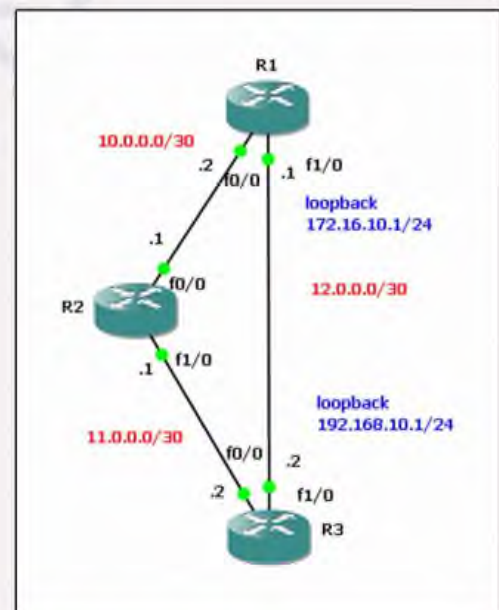 R1
10.0.0.0/30
.2
f0/0
.1
f1/0
loopback
172.16.10.1/24
.1
f0/0
12.0.0.0/30
R2
.1
f1/0
loopback
192.168.10.1/24
11.0.0.0/30
f0/0
.2
.2
f1/0
R3